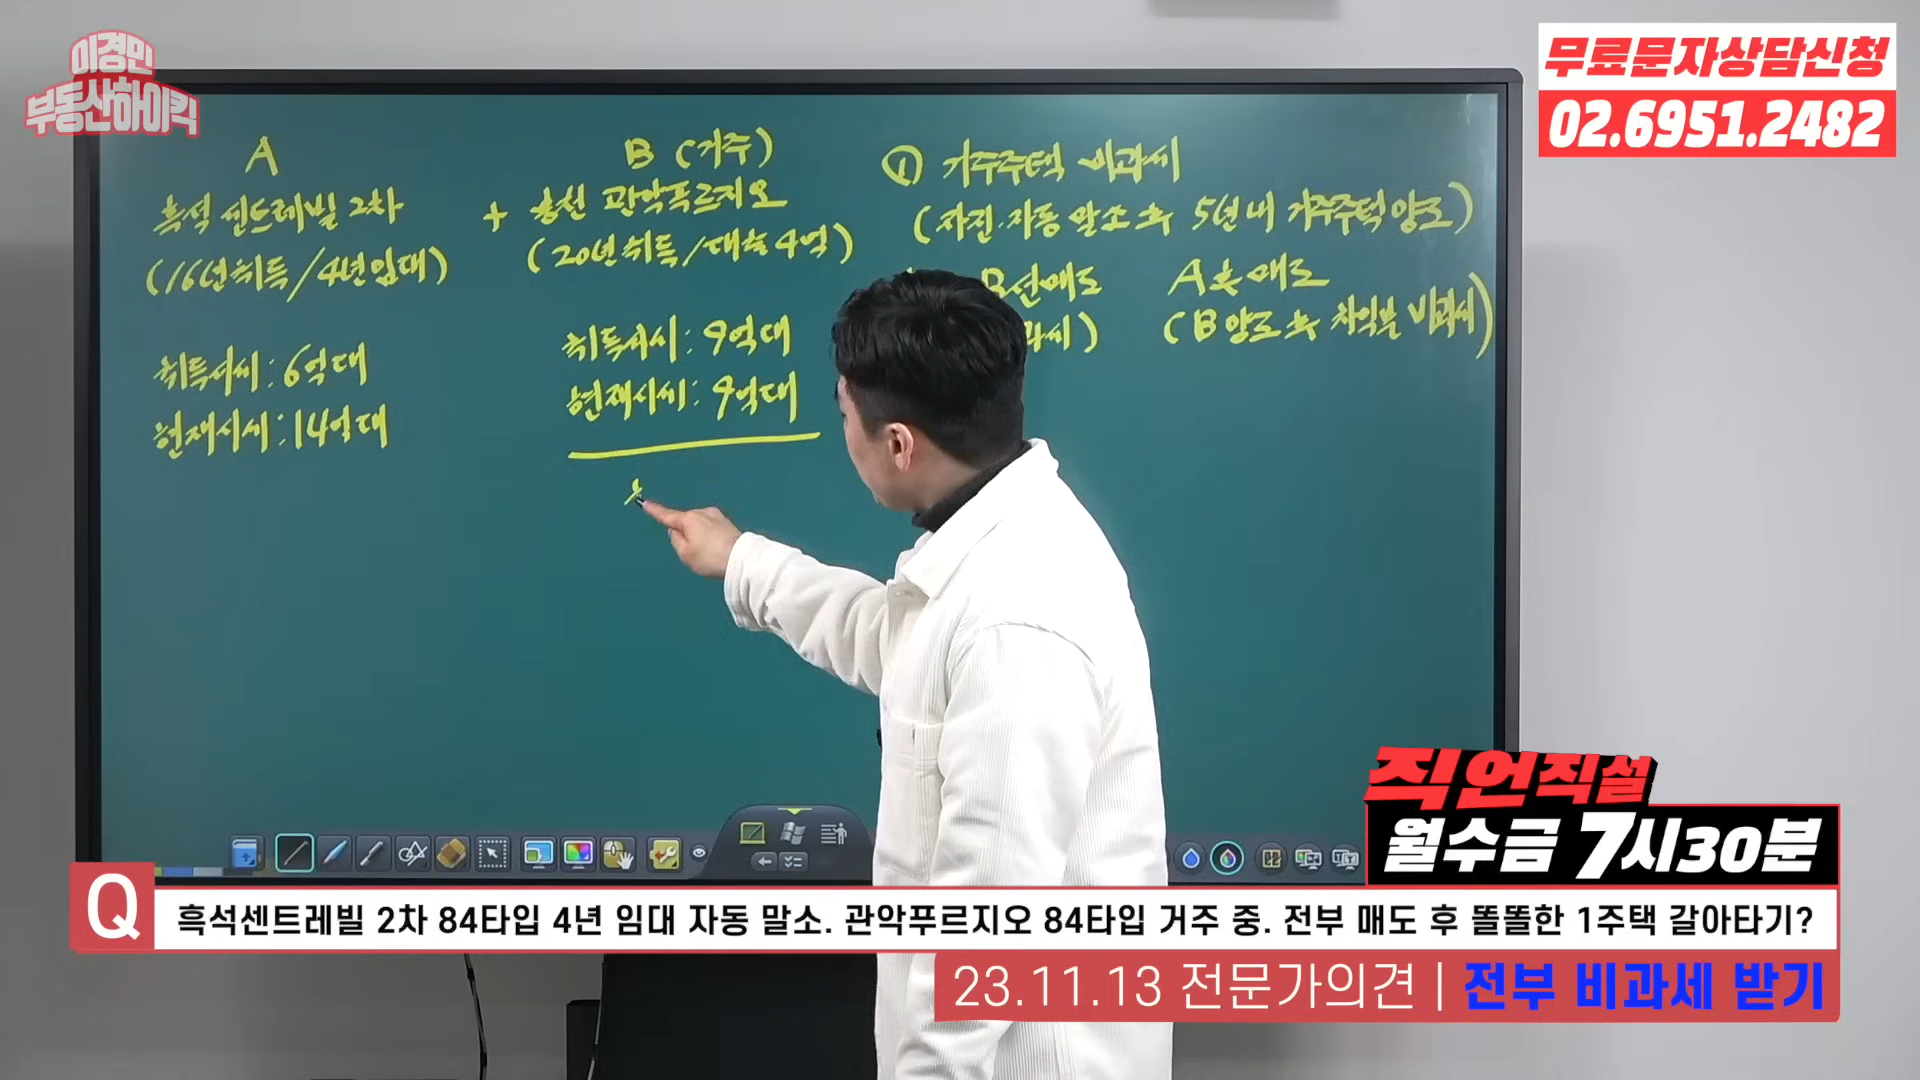 이경민
부동산하이킥
무료문자상담신청
02.6951.2482
A
흑석 센트레빌 2차
(16년취득/4년임대)
취득시세: 6억대
현재시세: 14억대
+
B (거주)
봉천 관악푸르지오
(20년취득/대출4억)
취득시세: 9억대
현재시세: 9억대
① 거주주택 비과세
(자진·자동 말소 후 5년내 거주주택양도)
B선매도 A후매도
과세) (B양도 후 차익분 비과세)
직언직설
월수금 7시30분
Q 흑석센트레빌 2차 84타입 4년 임대 자동 말소. 관악푸르지오 84타입 거주 중. 전부 매도 후 똘똘한 1주택 갈아타기?
23.11.13 전문가의견 | 전부 비과세 받기